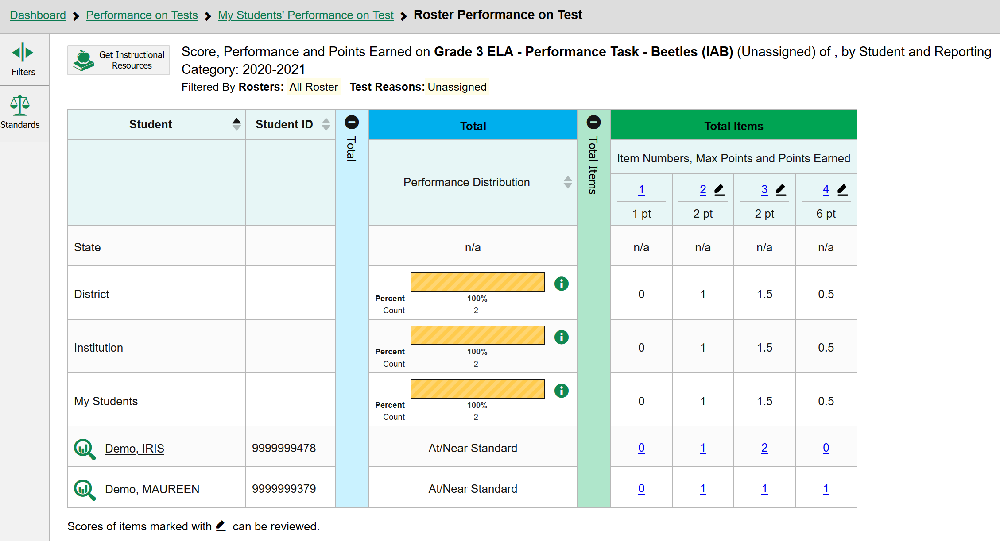 Dashboard Performance on Tests My Students' Performance on Test Roster Performance on Test
Filters
Standards
Get Instructional
Resources
Score, Performance and Points Earned on Grade 3 ELA - Performance Task - Beetles (IAB) (Unassigned) of , by Student and Reporting
Category: 2020-2021
Filtered By Rosters: All Roster Test Reasons: Unassigned
Student Student ID Total Total Total Items Total Items
Performance Distribution
Item Numbers, Max Points and Points Earned
1 2 3 4
1 pt 2 pt 2 pt 6 pt
State n/a n/a n/a n/a n/a
District 0 1 1.5 0.5
Percent 100%
Count 2
Institution 0 1 1.5 0.5
Percent 100%
Count 2
My Students 0 1 1.5 0.5
Percent 100%
Count 2
Demo, IRIS 9999999478 At/Near Standard 0 1 2 0
Demo, MAUREEN 9999999379 At/Near Standard 0 1 1 1
Scores of items marked with can be reviewed.